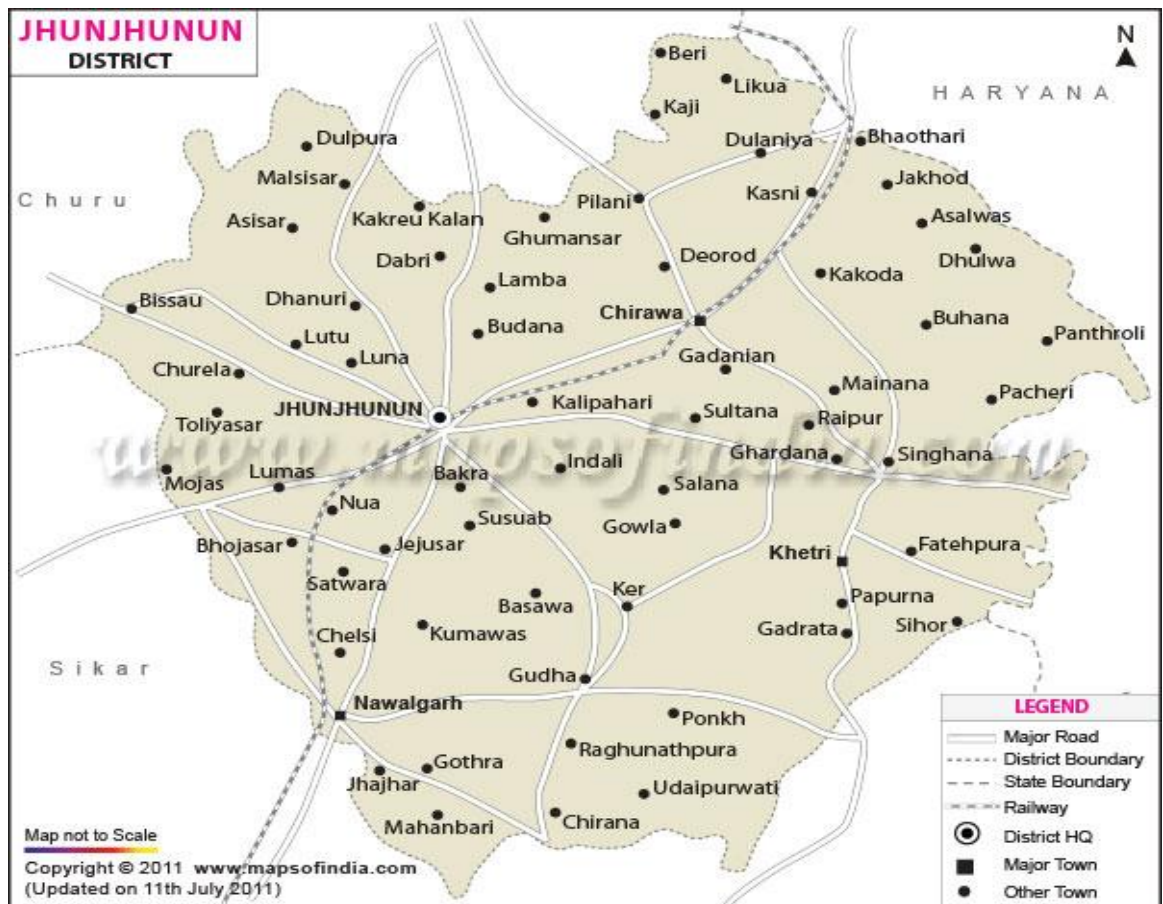 JHUNJHUNUN
DISTRICT
N
HARYANA
Churu
Sikar
Beri
Likua
Kaji
Dulpura
Dulaniya
Bhaothari
Malsisar
Pilani
Kasni
Jakhod
Asisar
Kakreu Kalan
Ghumansar
Asalwas
Dabri
Deorod
Dhulwa
Lamba
Kakoda
Bissau
Dhanuri
Chirawa
Lutu
Budana
Buhana
Panthroli
Luna
Gadanian
Churela
Mainana
Pacheri
JHUNJHUNUN
Kalipahari
Sultana
Raipur
Toliyasar
www.mapsofindia.com
Ghardana
Singhana
Mojas
Lumas
Bakra
Indali
Salana
Nua
Susuab
Gowla
Bhojasar
Jejusar
Khetri
Fatehpura
Satwara
Basawa
Ker
Papurna
Chelsi
Kumawas
Gadrata
Sihor
Gudha
Nawalgarh
Ponkh
Raghunathpura
Gothra
Jhajhar
Udaipurwati
Mahanbari
Chirana
LEGEND
Major Road
District Boundary
State Boundary
Railway
District HQ
Major Town
Other Town
Map not to Scale
Copyright © 2011 www.mapsofindia.com
(Updated on 11th July 2011)